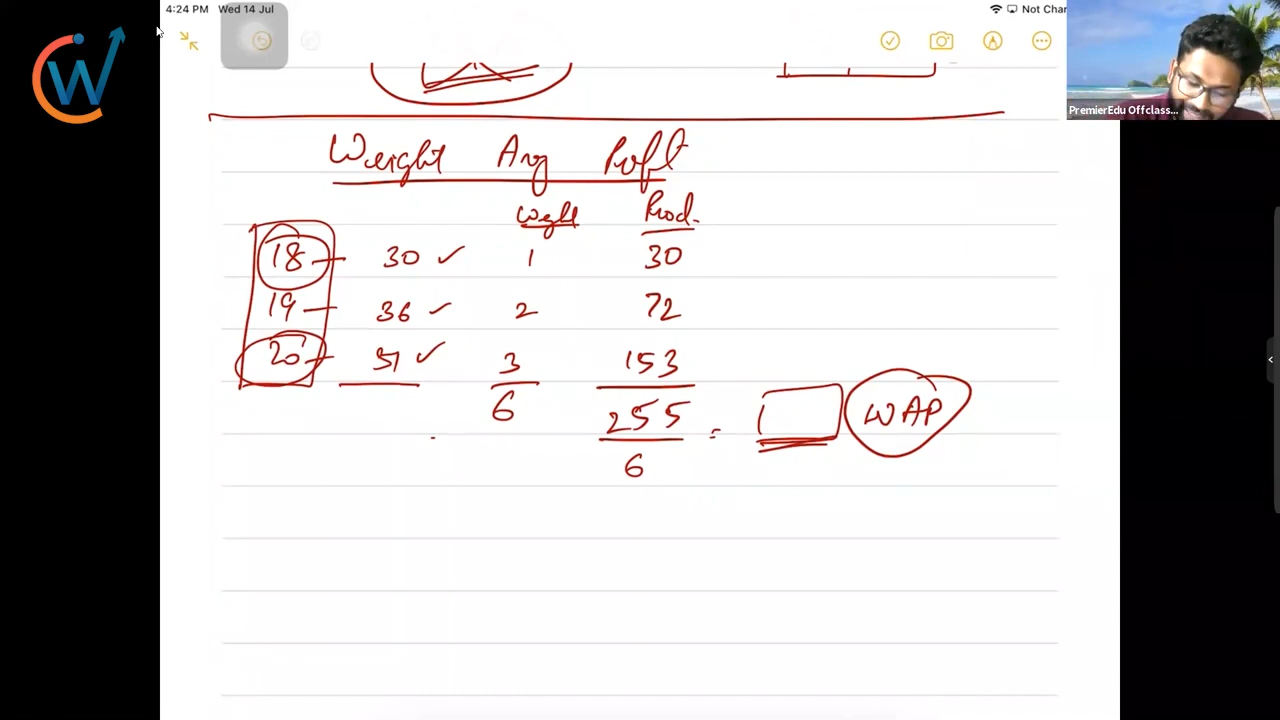 4:24 PM Wed 14 Jul
Not Char
PremierEdu Offclass...
W
Weight Avg Profit
Weight Prod.
18 - 30 ✓ 1 30
19 - 36 ✓ 2 72
20 - 51 ✓ 3 153
6 255
6 = WAP